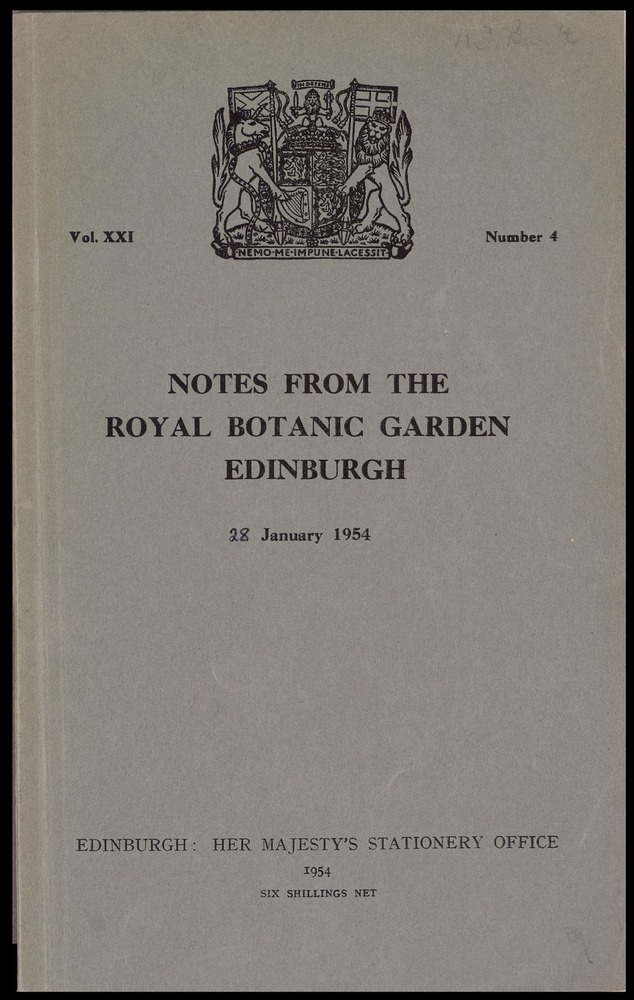 IN DEFENS
Vol. XXI
Number 4
NEMO·ME·IMPUNE·LACESSIT
NOTES FROM THE
ROYAL BOTANIC GARDEN
EDINBURGH
28 January 1954
EDINBURGH: HER MAJESTY'S STATIONERY OFFICE
1954
SIX SHILLINGS NET